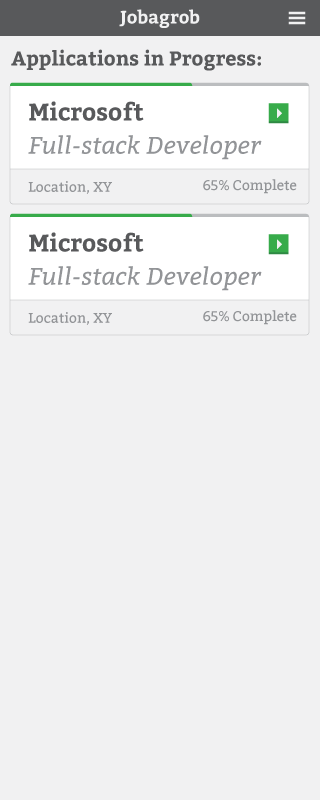 Jobagrob
Applications in Progress:
Microsoft
Full-stack Developer
Location, XY
65% Complete
Microsoft
Full-stack Developer
Location, XY
65% Complete